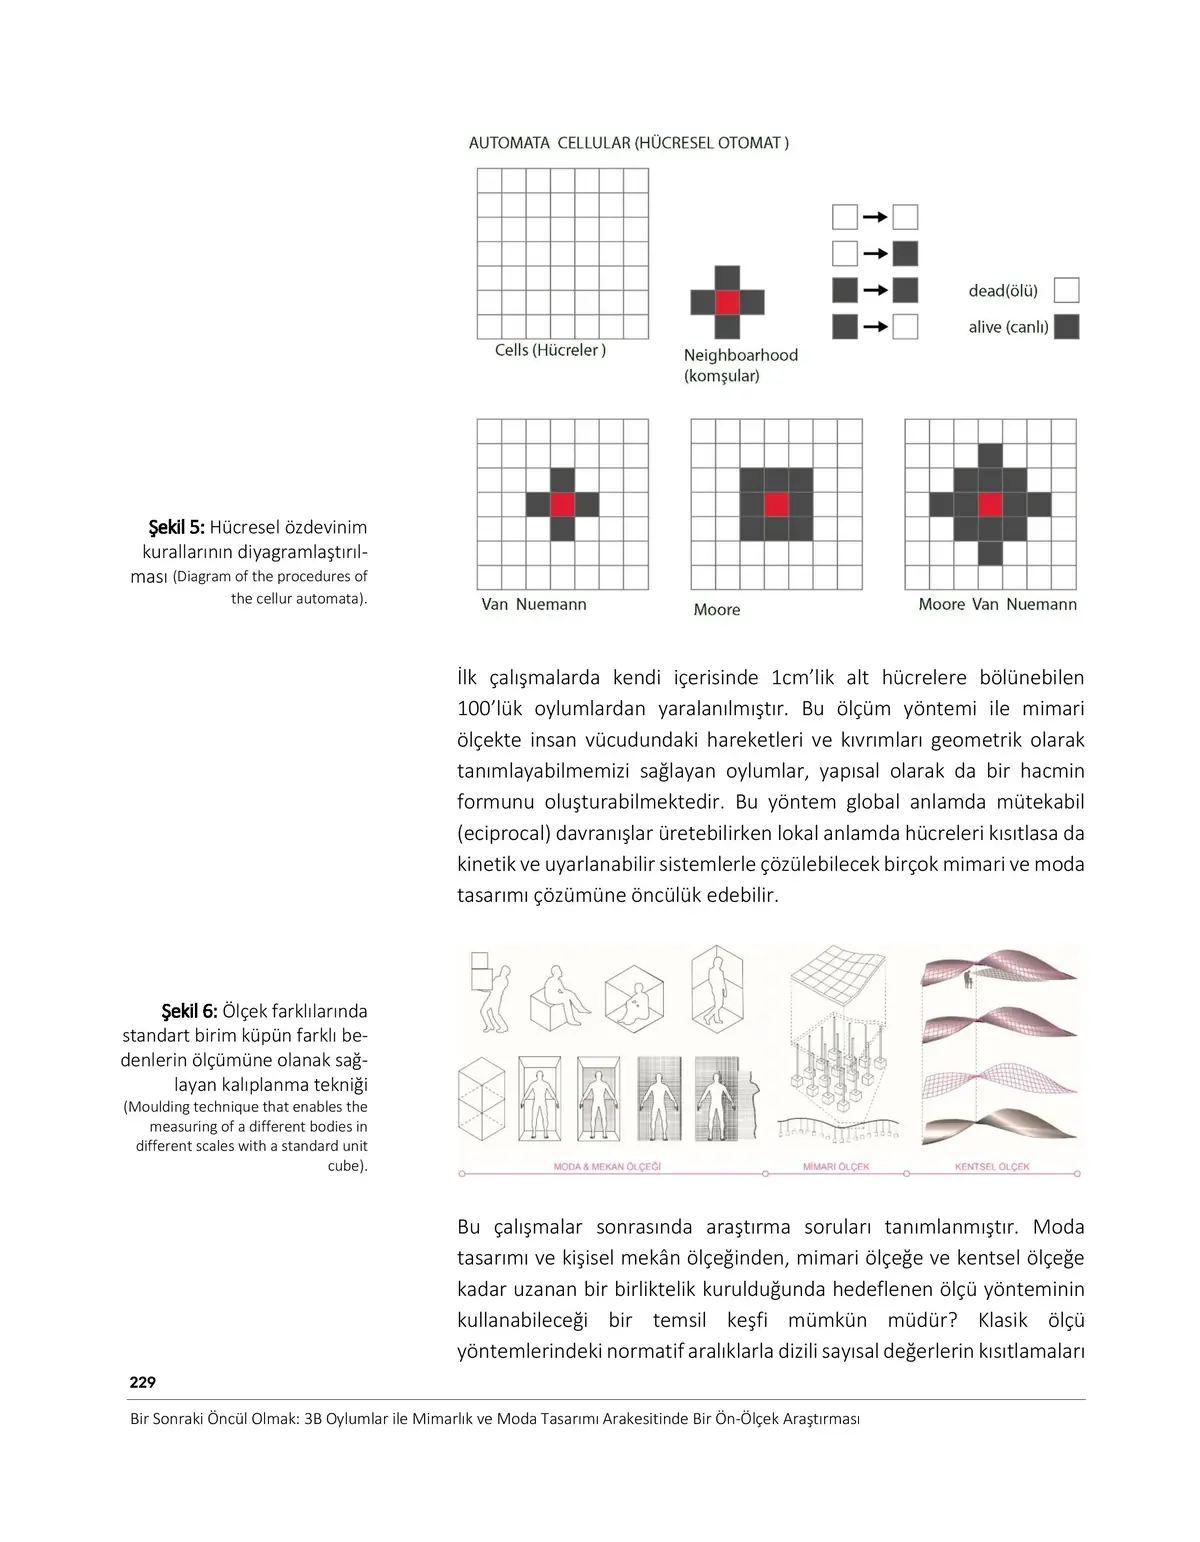 AUTOMATA CELLULAR (HÜCRESEL OTOMAT )
Cells (Hücreler )
Neighboarhood
(komşular)
dead(ölü)
alive (canlı)
Van Nuemann
Moore
Moore Van Nuemann
Şekil 5: Hücresel özdevinim
kurallarının diyagramlaştırıl-
ması (Diagram of the procedures of
the cellur automata).
İlk çalışmalarda kendi içerisinde 1cm’lik alt hücrelere bölünebilen
100’lük oylumlardan yaralanılmıştır. Bu ölçüm yöntemi ile mimari
ölçekte insan vücudundaki hareketleri ve kıvrımları geometrik olarak
tanımlayabilmemizi sağlayan oylumlar, yapısal olarak da bir hacmin
formunu oluşturabilmektedir. Bu yöntem global anlamda mütekabil
(eciprocal) davranışlar üretebilirken lokal anlamda hücreleri kısıtlasa da
kinetik ve uyarlanabilir sistemlerle çözülebilecek birçok mimari ve moda
tasarımı çözümüne öncülük edebilir.
Şekil 6: Ölçek farklılarında
standart birim küpün farklı be-
denlerin ölçümüne olanak sağ-
layan kalıplanma tekniği
(Moulding technique that enables the
measuring of a different bodies in
different scales with a standard unit
cube).
MODA & MEKAN ÖLÇEĞİ
MİMARİ ÖLÇEK
KENTSEL ÖLÇEK
Bu çalışmalar sonrasında araştırma soruları tanımlanmıştır. Moda
tasarımı ve kişisel mekân ölçeğinden, mimari ölçeğe ve kentsel ölçeğe
kadar uzanan bir birliktelik kurulduğunda hedeflenen ölçü yönteminin
kullanabileceği bir temsil keşfi mümkün müdür? Klasik ölçü
yöntemlerindeki normatif aralıklarla dizili sayısal değerlerin kısıtlamaları
229
Bir Sonraki Öncül Olmak: 3B Oylumlar ile Mimarlık ve Moda Tasarımı Arakesitinde Bir Ön-Ölçek Araştırması